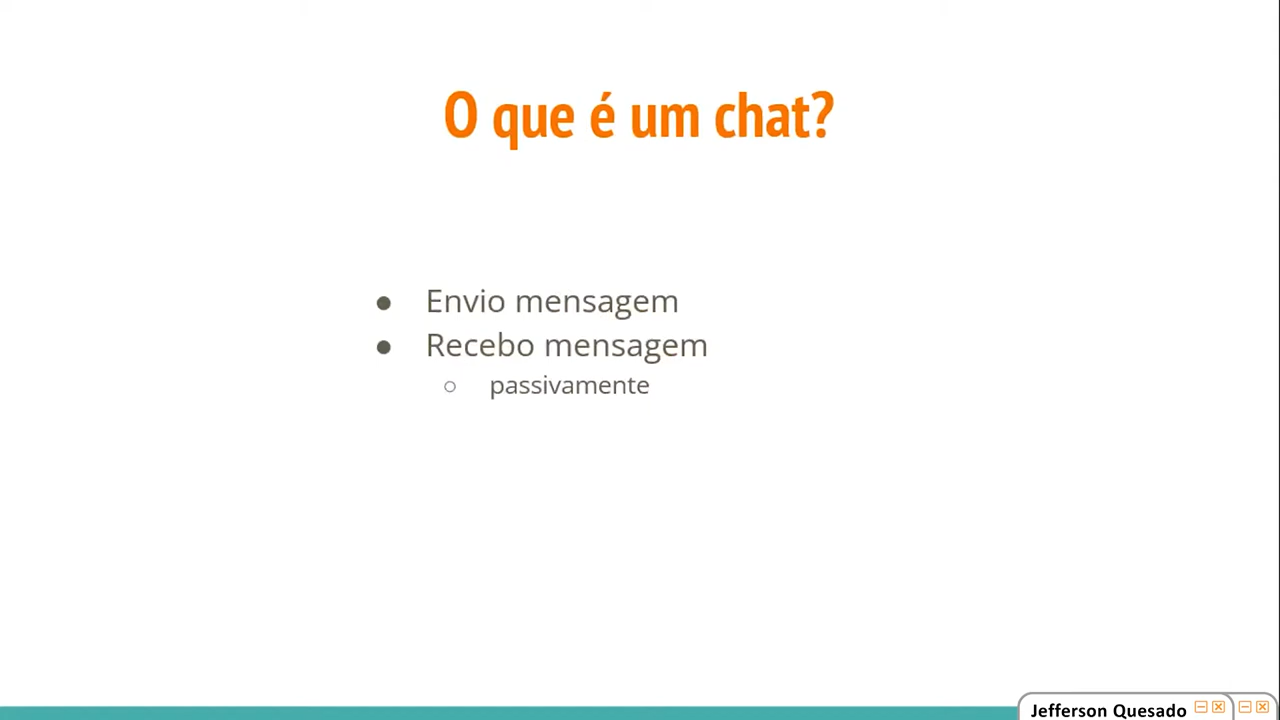 O que é um chat?
● Envio mensagem
● Recebo mensagem
○ passivamente
Jefferson Quesado